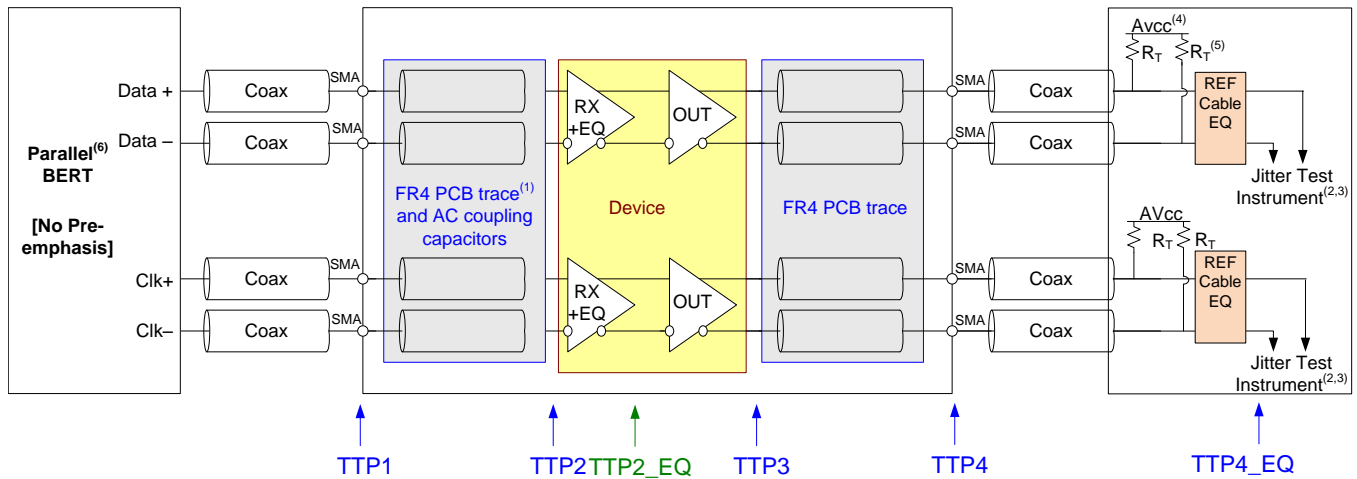 Parallel(6)
BERT
[No Pre-
emphasis]
Data +
Data –
Clk+
Clk–
Coax
Coax
Coax
Coax
SMA
SMA
SMA
SMA
FR4 PCB trace(1)
and AC coupling
capacitors
RX
+EQ
OUT
Device
RX
+EQ
OUT
FR4 PCB trace
SMA
SMA
SMA
SMA
Coax
Coax
Coax
Coax
Avcc(4)
RT
RT(5)
REF
Cable
EQ
Jitter Test
Instrument(2,3)
AVcc
RT
RT
REF
Cable
EQ
Jitter Test
Instrument(2,3)
TTP1
TTP2
TTP2_EQ
TTP3
TTP4
TTP4_EQ